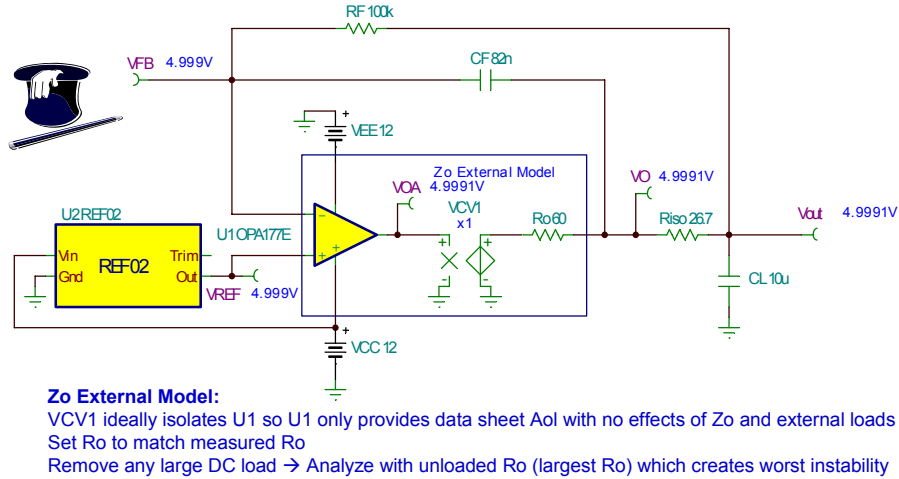 RF 100k
VFB 4.999V
CF 82n
VEE 12
Zo External Model
VOA 4.9991V
VCV1
x1
VO 4.9991V
U2 REF02
U1 OPA177E
Ro 60
Riso 26.7
Vout 4.9991V
Vin
Trim
REF02
Gnd
Out
VREF 4.999V
CL 10u
VCC 12
Zo External Model:
VCV1 ideally isolates U1 so U1 only provides data sheet Aol with no effects of Zo and external loads
Set Ro to match measured Ro
Remove any large DC load → Analyze with unloaded Ro (largest Ro) which creates worst instability